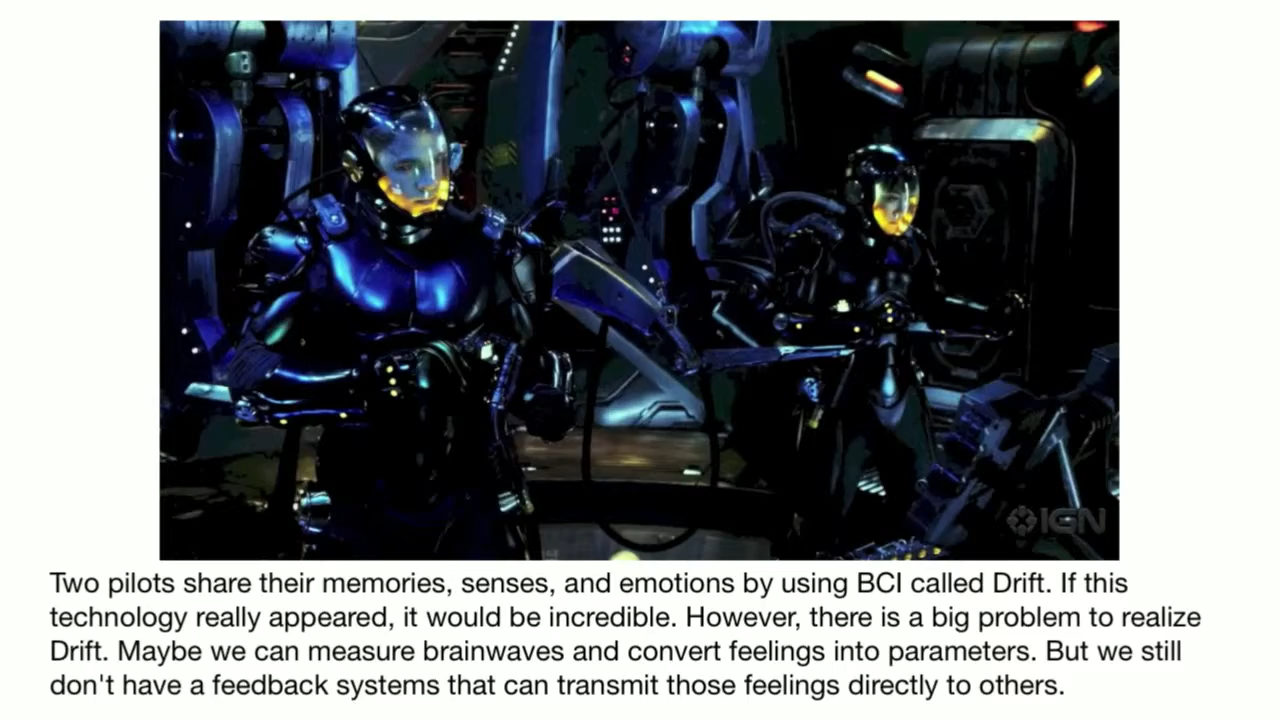 IGN
Two pilots share their memories, senses, and emotions by using BCI called Drift. If this
technology really appeared, it would be incredible. However, there is a big problem to realize
Drift. Maybe we can measure brainwaves and convert feelings into parameters. But we still
don't have a feedback systems that can transmit those feelings directly to others.